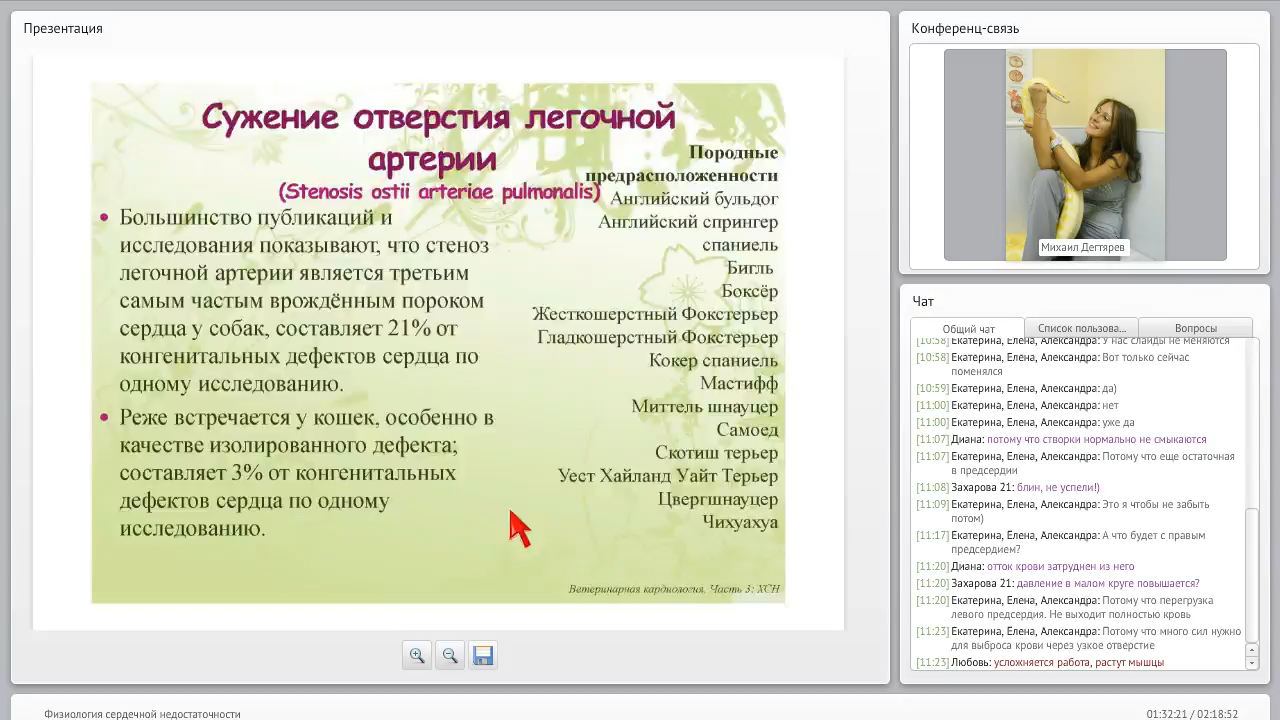 Презентация
Сужение отверстия легочной
артерии
(Stenosis ostii arteriae pulmonalis)
• Большинство публикаций и
исследования показывают, что стеноз
легочной артерии является третьим
самым частым врождённым пороком
сердца у собак, составляет 21% от
конгенитальных дефектов сердца по
одному исследованию.
• Реже встречается у кошек, особенно в
качестве изолированного дефекта;
составляет 3% от конгенитальных
дефектов сердца по одному
исследованию.
Породные
предрасположенности
Английский бульдог
Английский спрингер
спаниель
Бигль
Боксёр
Жесткошерстный Фокстерьер
Гладкошерстный Фокстерьер
Кокер спаниель
Мастифф
Миттель шнауцер
Самоед
Скотиш терьер
Уест Хайланд Уайт Терьер
Цвергшнауцер
Чихуахуа
Ветеринарная кардиология. Часть 3: ХСН
Конференц-связь
Михаил Дегтярев
Чат
Общий чат
Список пользова...
Вопросы
[10:58] Екатерина, Елена, Александра: У нас слайды не меняются
[10:58] Екатерина, Елена, Александра: Вот только сейчас
поменялся
[10:59] Екатерина, Елена, Александра: да)
[11:00] Екатерина, Елена, Александра: нет
[11:00] Екатерина, Елена, Александра: уже да
[11:07] Диана: потому что створки нормально не смыкаются
[11:07] Екатерина, Елена, Александра: Потому что еще остаточная
в предсердии
[11:08] Захарова 21: блин, не успели!)
[11:09] Екатерина, Елена, Александра: Это я чтобы не забыть
потом)
[11:17] Екатерина, Елена, Александра: А что будет с правым
предсердием?
[11:20] Диана: отток крови затруднен из него
[11:20] Захарова 21: давление в малом круге повышается?
[11:20] Екатерина, Елена, Александра: Потому что перегрузка
левого предсердия. Не выходит полностью кровь
[11:23] Екатерина, Елена, Александра: Потому что много сил нужно
для выброса крови через узкое отверстие
[11:23] Любовь: усложняется работа, растут мышцы
Физиология сердечной недостаточности
01:32:21 / 02:18:52